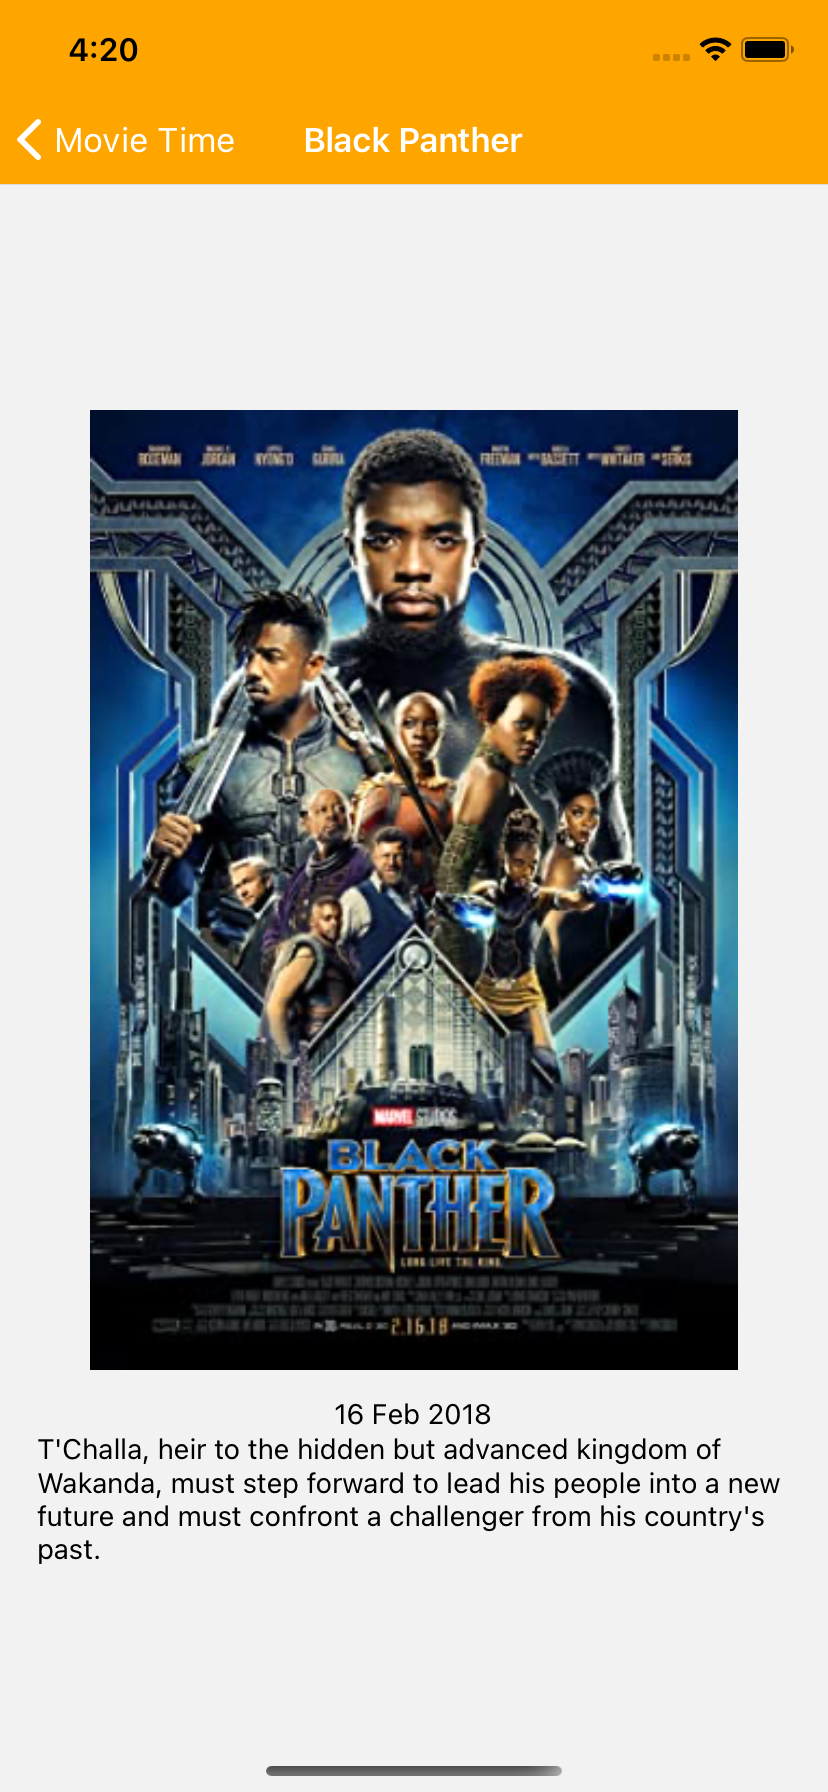 4:20
Movie Time
Black Panther
BOSEMAN JORDAN NYONG'O GURIRA FREEMAN BASSETT WHITAKER SERKIS
MARVEL STUDIOS
BLACK
PANTHER
LONG LIVE THE KING
2.16.18
16 Feb 2018
T'Challa, heir to the hidden but advanced kingdom of
Wakanda, must step forward to lead his people into a new
future and must confront a challenger from his country's
past.